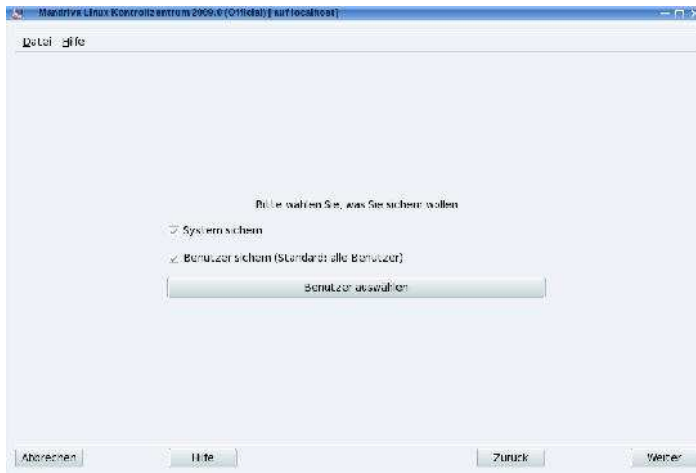 Mandriva Linux Kontrollzentrum 2009.0 (Official) [ auf localhost]
Datei Hilfe
Bitte wählen Sie, was Sie sichern wollen
System sichern
Benutzer sichern (Standard: alle Benutzer)
Benutzer auswählen
Abbrechen Hilfe Zurück Weiter